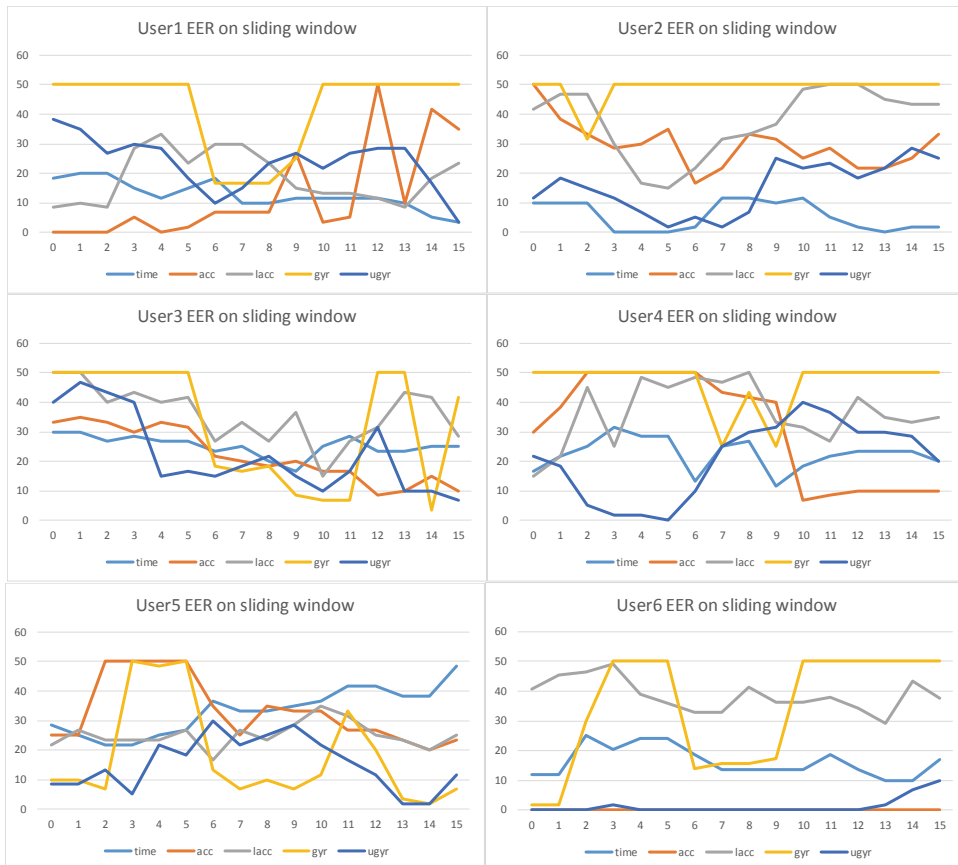 User1 EER on sliding window
60
50
40
30
20
10
0
0 1 2 3 4 5 6 7 8 9 10 11 12 13 14 15
time acc lacc gyr ugyr
User2 EER on sliding window
60
50
40
30
20
10
0
0 1 2 3 4 5 6 7 8 9 10 11 12 13 14 15
time acc lacc gyr ugyr
User3 EER on sliding window
60
50
40
30
20
10
0
0 1 2 3 4 5 6 7 8 9 10 11 12 13 14 15
time acc lacc gyr ugyr
User4 EER on sliding window
60
50
40
30
20
10
0
0 1 2 3 4 5 6 7 8 9 10 11 12 13 14 15
time acc lacc gyr ugyr
User5 EER on sliding window
60
50
40
30
20
10
0
0 1 2 3 4 5 6 7 8 9 10 11 12 13 14 15
time acc lacc gyr ugyr
User6 EER on sliding window
60
50
40
30
20
10
0
0 1 2 3 4 5 6 7 8 9 10 11 12 13 14 15
time acc lacc gyr ugyr